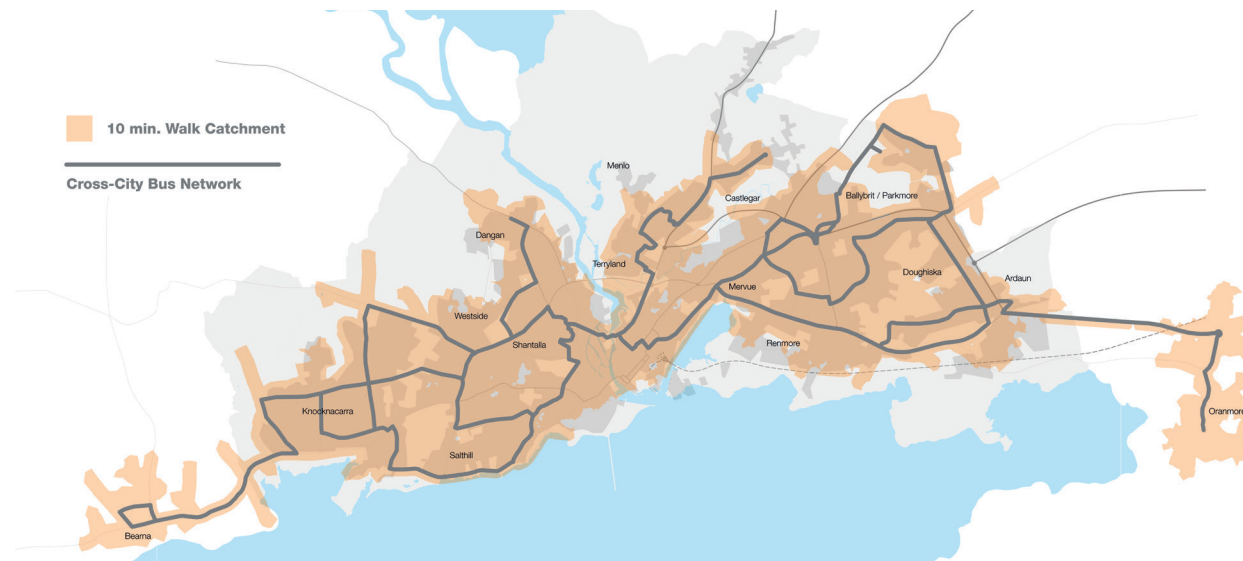 10 min. Walk Catchment
Cross-City Bus Network
Menlo
Castlegar
Ballybrit / Parkmore
Dangan
Terryland
Doughiska
Ardaun
Mervue
Westside
Shantalla
Renmore
Knocknacarra
Oranmore
Salthill
Bearna